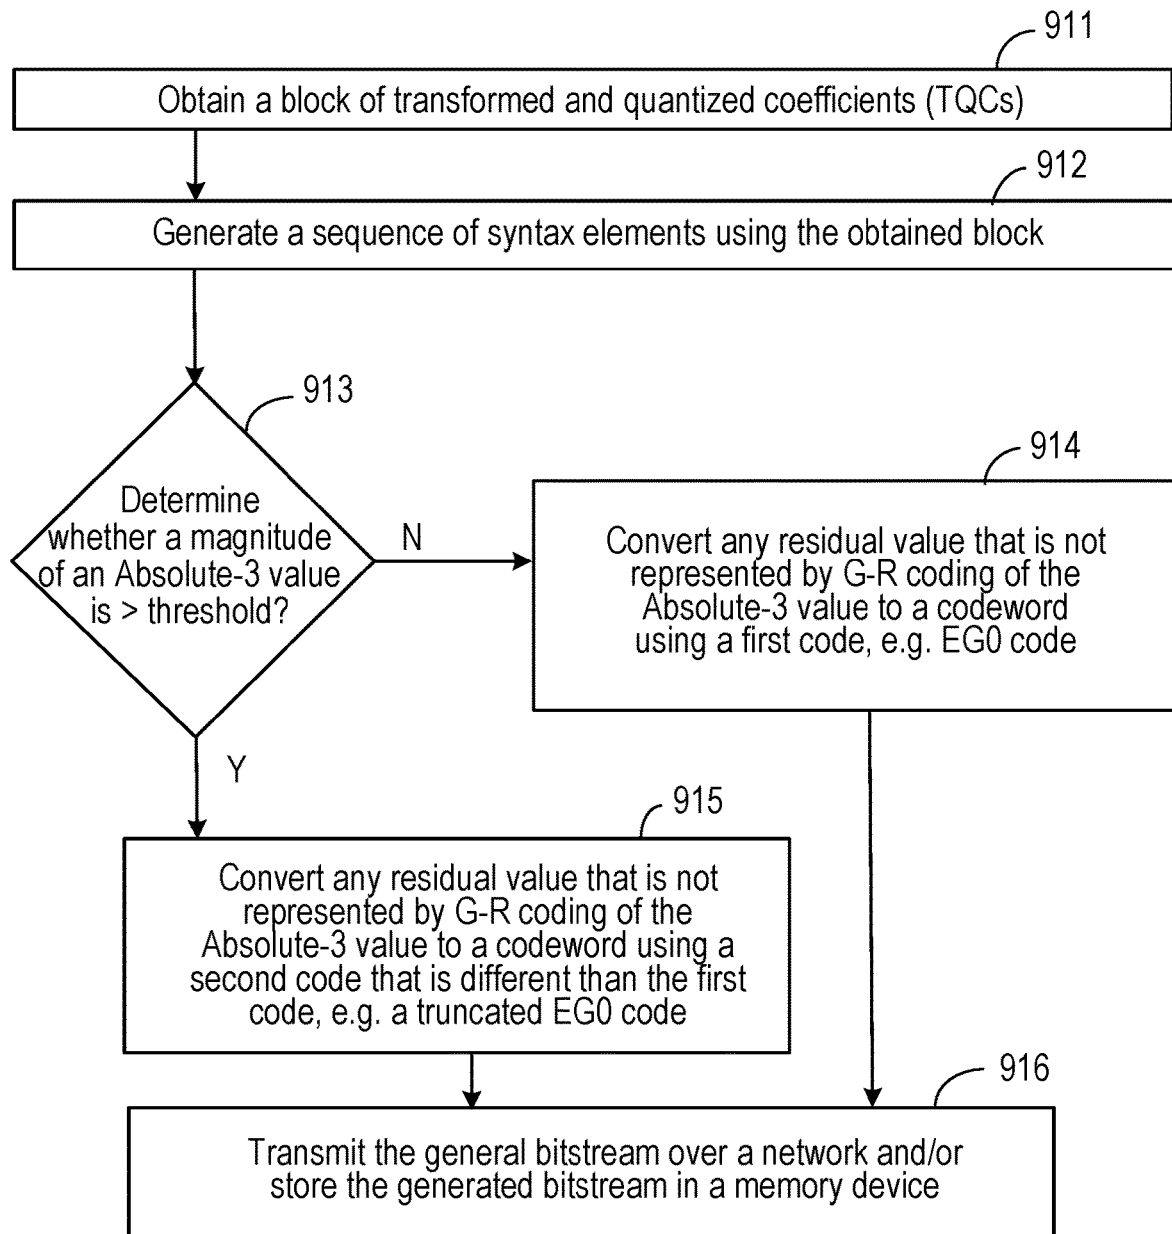 911
Obtain a block of transformed and quantized coefficients (TQCs)
912
Generate a sequence of syntax elements using the obtained block
913
Determine
whether a magnitude
of an Absolute-3 value
is > threshold?
N
914
Convert any residual value that is not
represented by G-R coding of the
Absolute-3 value to a codeword
using a first code, e.g. EG0 code
Y
915
Convert any residual value that is not
represented by G-R coding of the
Absolute-3 value to a codeword using a
second code that is different than the first
code, e.g. a truncated EG0 code
916
Transmit the general bitstream over a network and/or
store the generated bitstream in a memory device